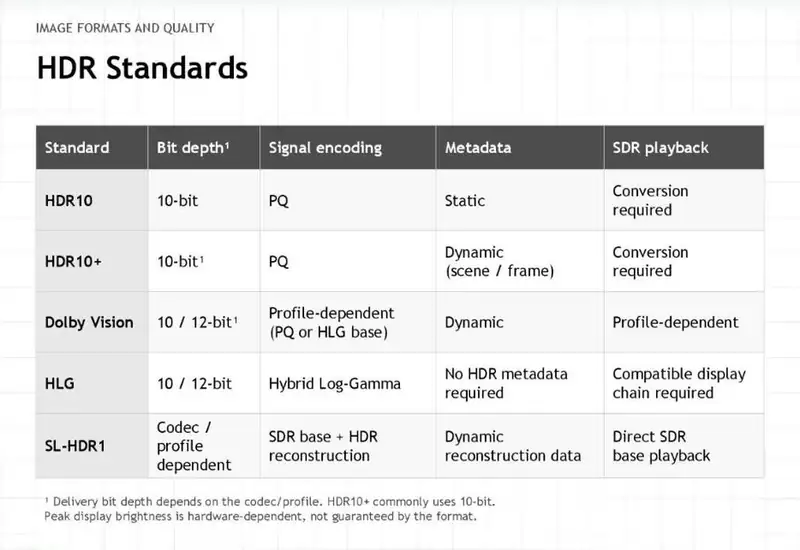 IMAGE FORMATS AND QUALITY
HDR Standards
Standard Bit depth¹ Signal encoding Metadata SDR playback
HDR10 10-bit PQ Static Conversion required
HDR10+ 10-bit¹ PQ Dynamic (scene / frame) Conversion required
Dolby Vision 10 / 12-bit¹ Profile-dependent (PQ or HLG base) Dynamic Profile-dependent
HLG 10 / 12-bit Hybrid Log-Gamma No HDR metadata required Compatible display chain required
SL-HDR1 Codec / profile dependent SDR base + HDR reconstruction Dynamic reconstruction data Direct SDR base playback
¹ Delivery bit depth depends on the codec/profile. HDR10+ commonly uses 10-bit.
Peak display brightness is hardware-dependent, not guaranteed by the format.